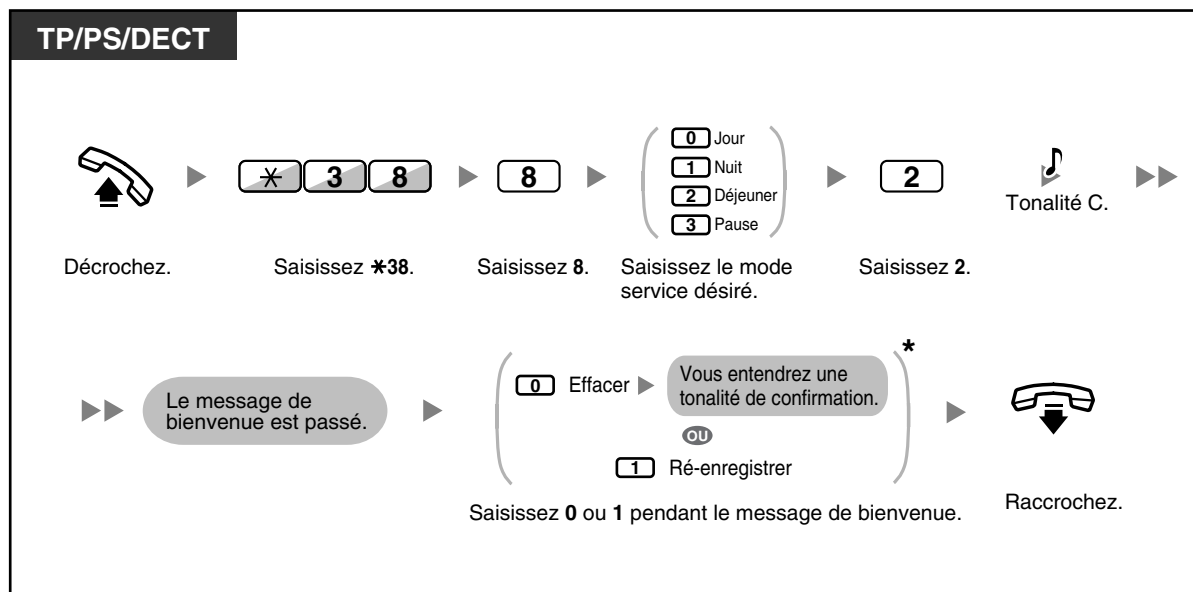 TP/PS/DECT
✳ 3 8
8
0 Jour
1 Nuit
2 Déjeuner
3 Pause
2
Tonalité C.
Décrochez.
Saisissez ✳38.
Saisissez 8.
Saisissez le mode
service désiré.
Saisissez 2.
Le message de
bienvenue est passé.
0 Effacer
Vous entendrez une
tonalité de confirmation.
*
OU
1 Ré-enregistrer
Saisissez 0 ou 1 pendant le message de bienvenue.
Raccrochez.